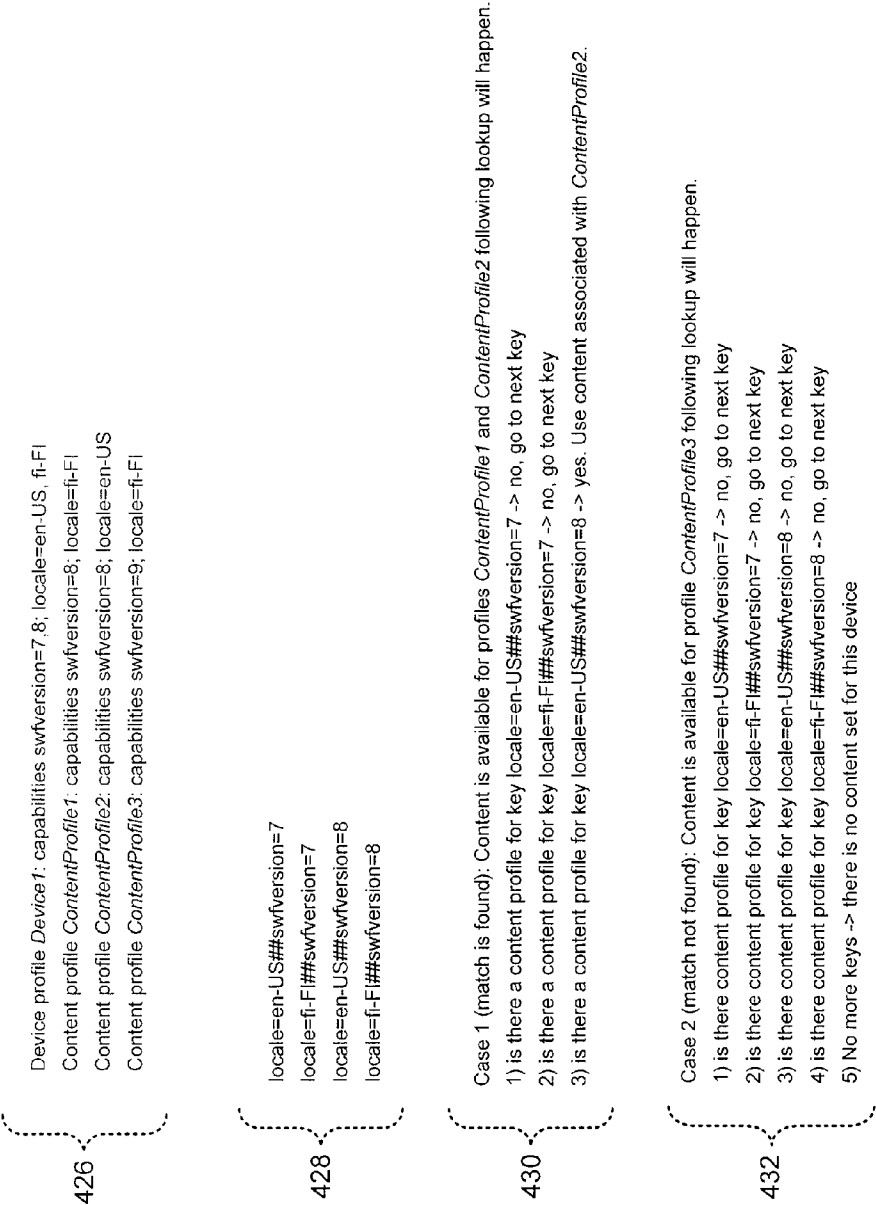 426
Device profile Device1: capabilities swfversion=7,8; locale=en-US, fi-FI
Content profile ContentProfile1: capabilities swfversion=8; locale=fi-FI
Content profile ContentProfile2: capabilities swfversion=8; locale=en-US
Content profile ContentProfile3: capabilities swfversion=9; locale=fi-FI
428
locale=en-US##swfversion=7
locale=fi-FI##swfversion=7
locale=en-US##swfversion=8
locale=fi-FI##swfversion=8
430
Case 1 (match is found): Content is available for profiles ContentProfile1 and ContentProfile2 following lookup will happen.
1) is there a content profile for key locale=en-US##swfversion=7 -> no, go to next key
2) is there a content profile for key locale=fi-FI##swfversion=7 -> no, go to next key
3) is there a content profile for key locale=en-US##swfversion=8 -> yes. Use content associated with ContentProfile2.
432
Case 2 (match not found): Content is available for profile ContentProfile3 following lookup will happen.
1) is there content profile for key locale=en-US##swfversion=7 -> no, go to next key
2) is there content profile for key locale=fi-FI##swfversion=7 -> no, go to next key
3) is there content profile for key locale=en-US##swfversion=8 -> no, go to next key
4) is there content profile for key locale=fi-FI##swfversion=8 -> no, go to next key
5) No more keys -> there is no content set for this device